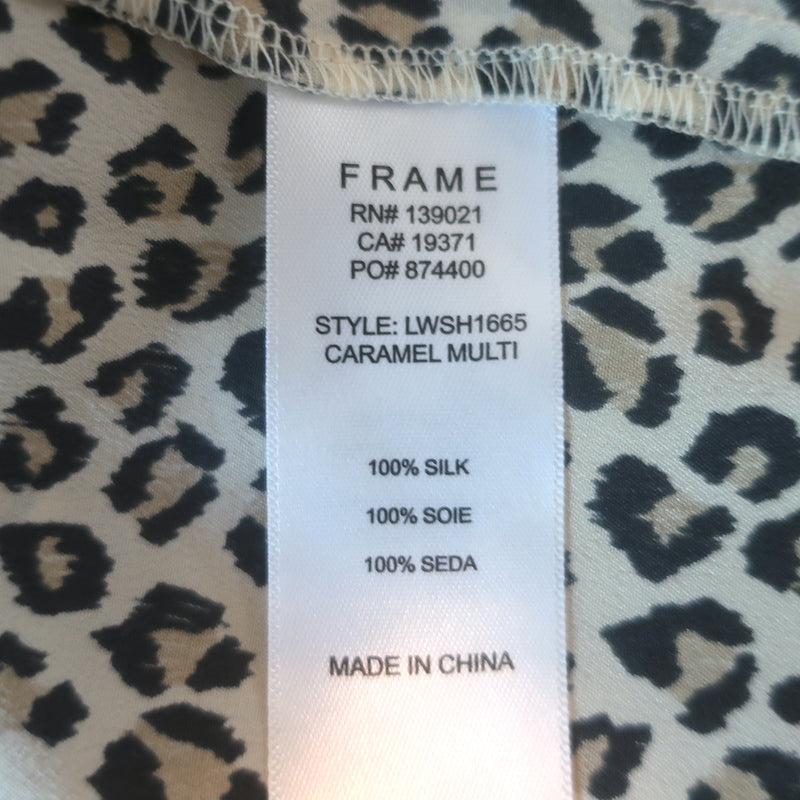 FRAME
RN# 139021
CA# 19371
PO# 874400
STYLE: LWSH1665
CARAMEL MULTI
100% SILK
100% SOIE
100% SEDA
MADE IN CHINA